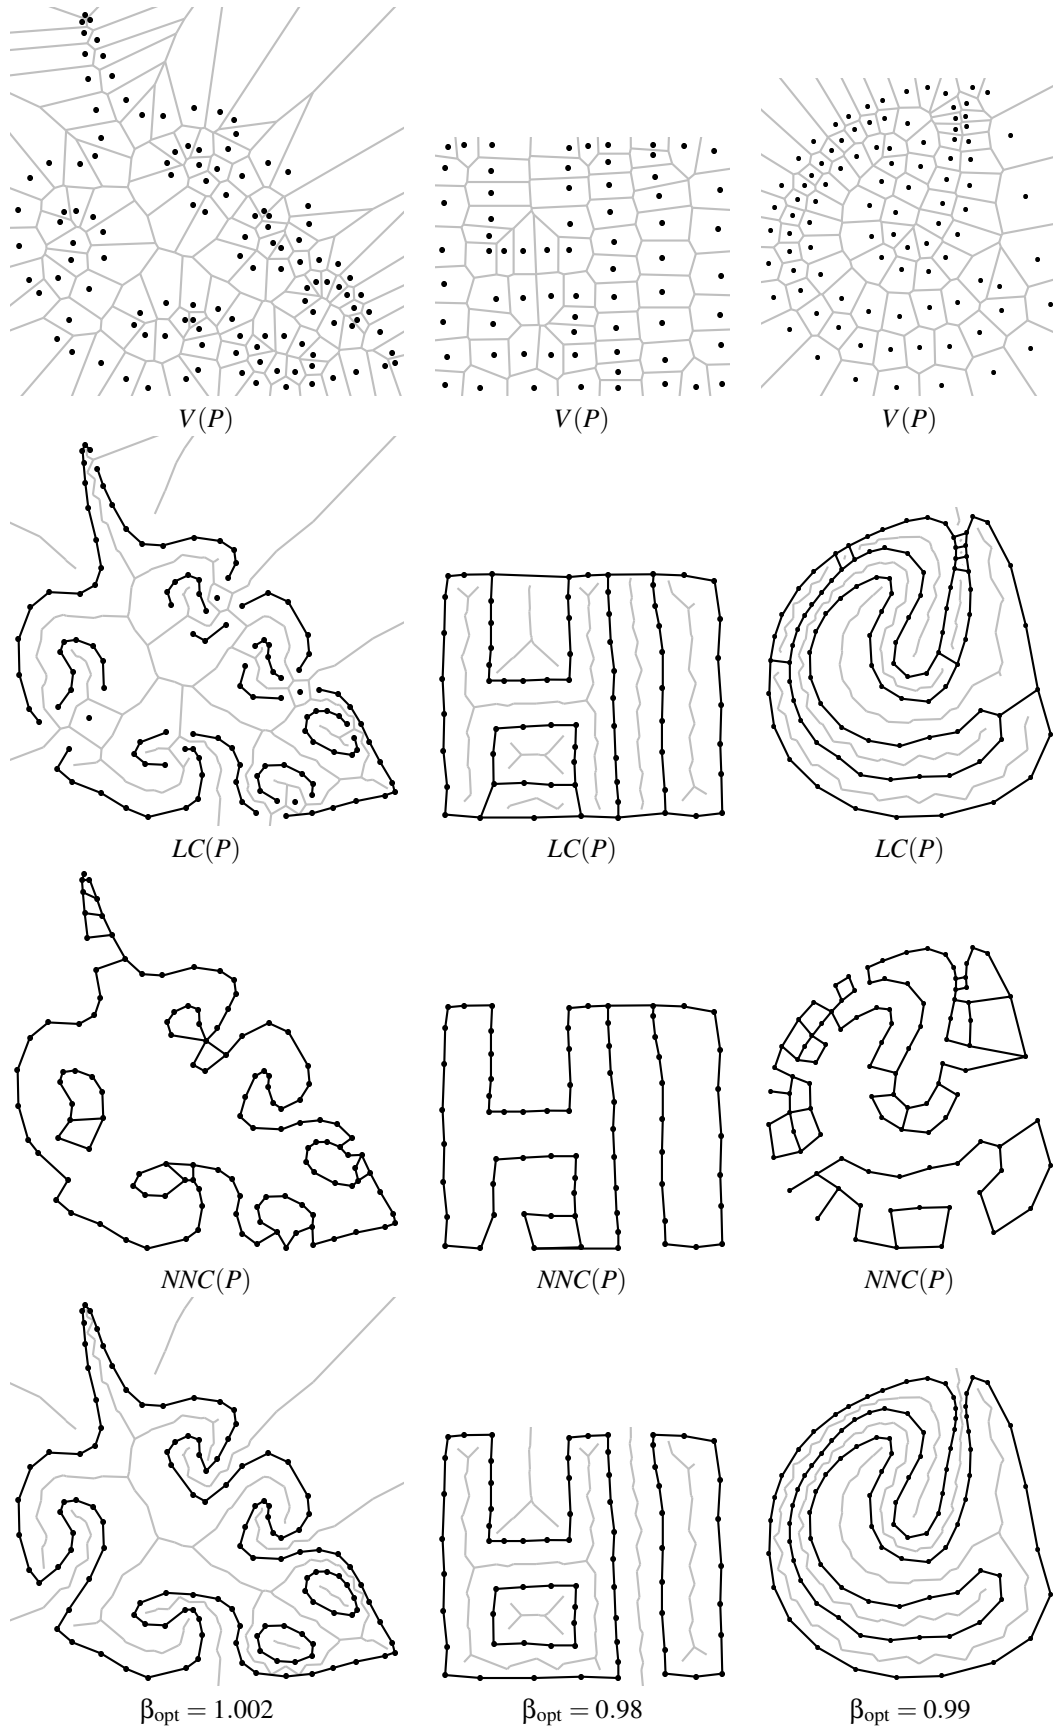 V(P)
V(P)
V(P)
LC(P)
LC(P)
LC(P)
NNC(P)
NNC(P)
NNC(P)
β_opt = 1.002
β_opt = 0.98
β_opt = 0.99